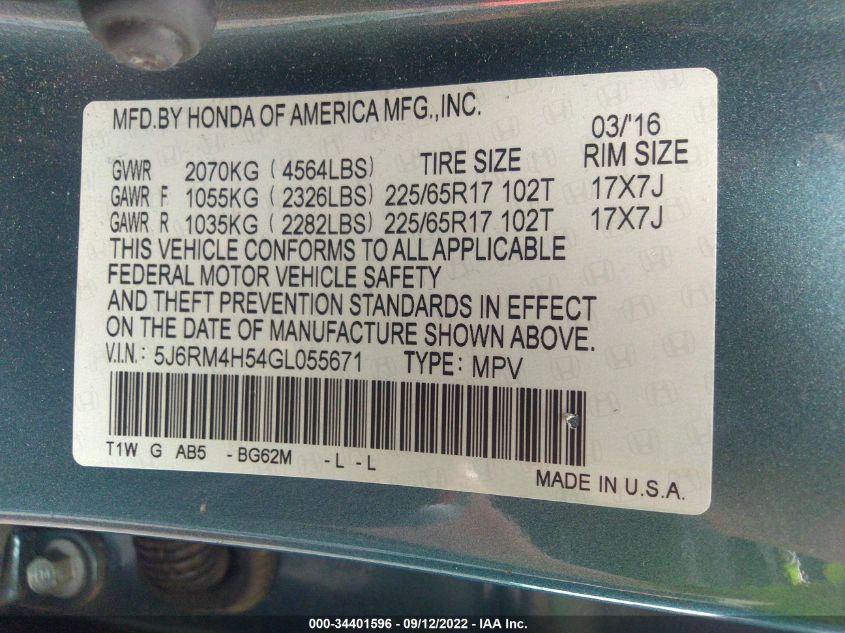 MFD.BY HONDA OF AMERICA MFG.,INC.
03/'16
GVWR 2070KG ( 4564LBS) TIRE SIZE RIM SIZE
GAWR F 1055KG ( 2326LBS) 225/65R17 102T 17X7J
GAWR R 1035KG ( 2282LBS) 225/65R17 102T 17X7J
THIS VEHICLE CONFORMS TO ALL APPLICABLE
FEDERAL MOTOR VEHICLE SAFETY
AND THEFT PREVENTION STANDARDS IN EFFECT
ON THE DATE OF MANUFACTURE SHOWN ABOVE.
V.I.N.: 5J6RM4H54GL055671 TYPE: MPV
T1W G AB5 -BG62M -L -L
MADE IN U.S.A.
000-34401596 - 09/12/2022 - IAA Inc.